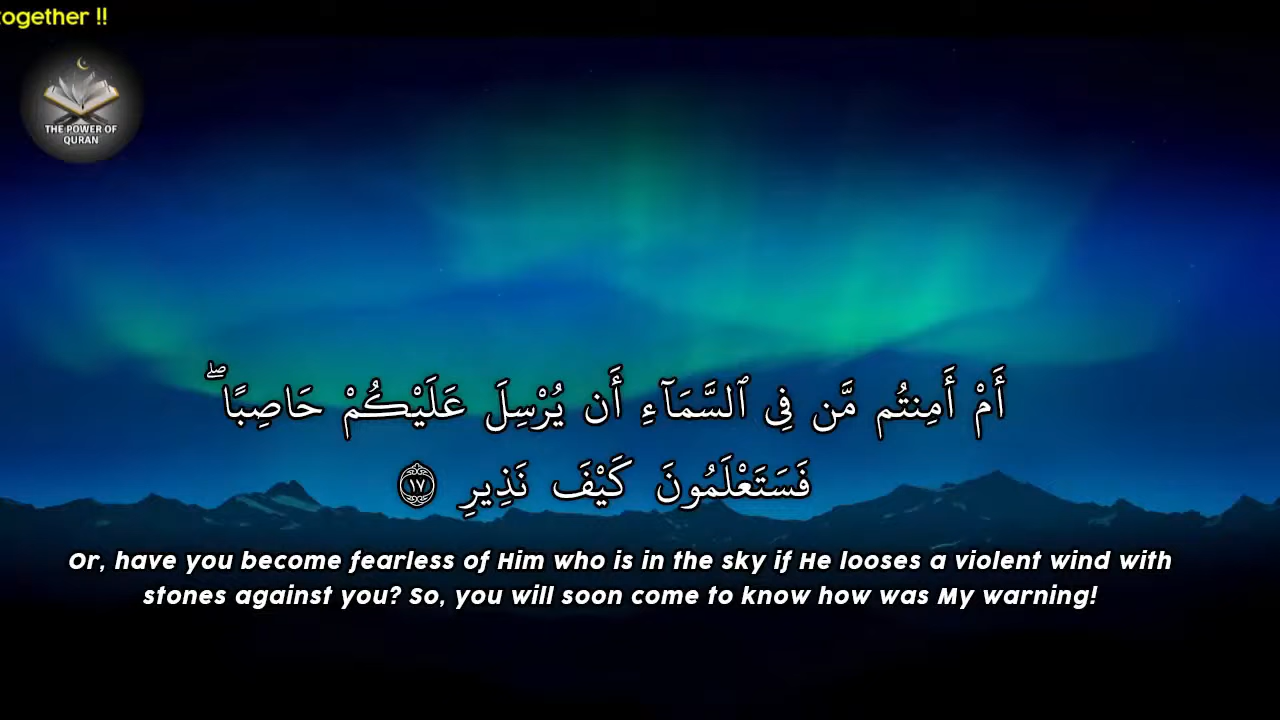 together !!
THE POWER OF
QURAN
أَمْ أَمِنتُم مَّن فِى ٱلسَّمَآءِ أَن يُرْسِلَ عَلَيْكُمْ حَاصِبًا ۖ
فَسَتَعْلَمُونَ كَيْفَ نَذِيرِ ١٧
Or, have you become fearless of Him who is in the sky if He looses a violent wind with
stones against you? So, you will soon come to know how was My warning!